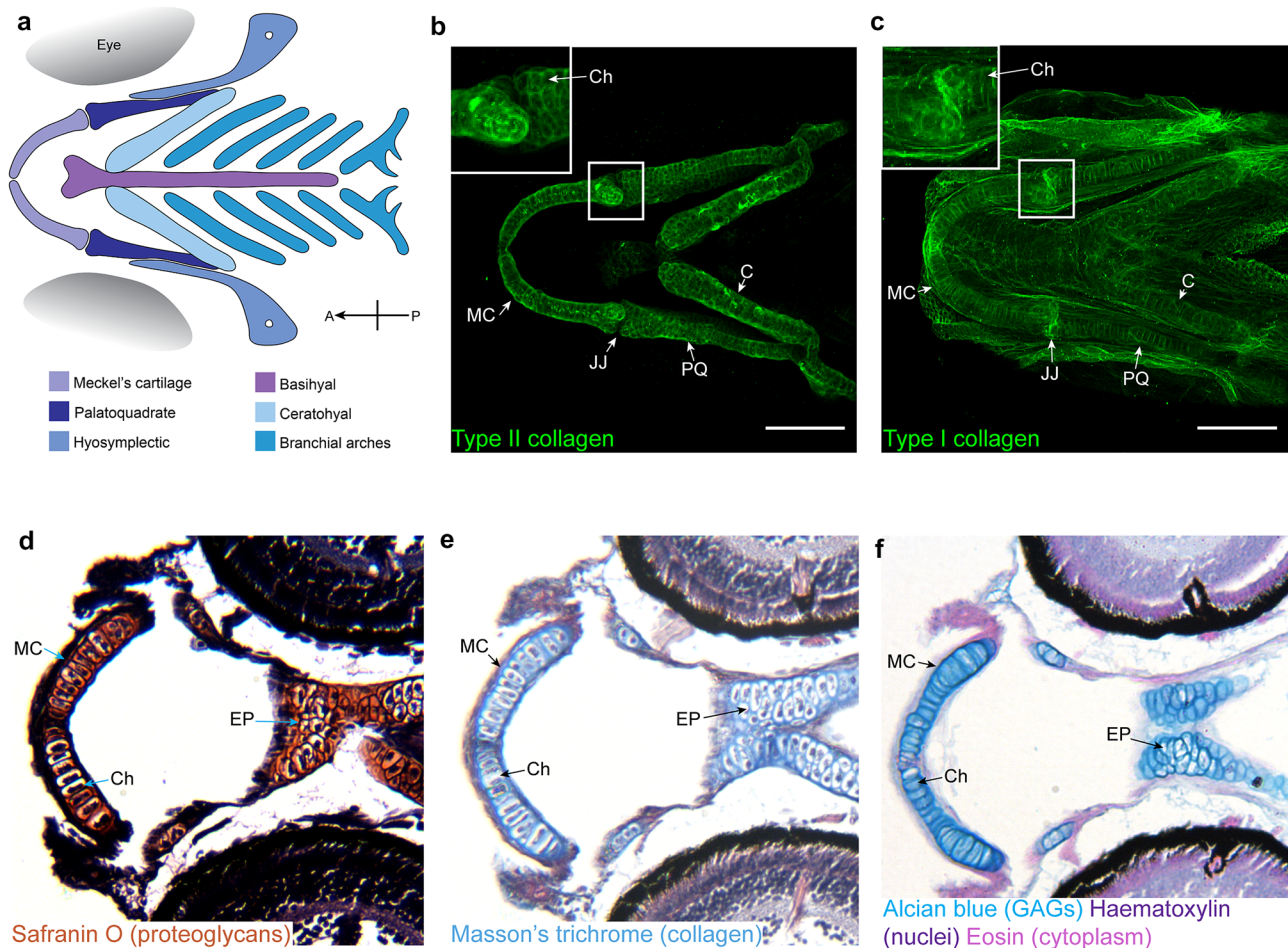 a
Eye
A
P
Meckel's cartilage
Palatoquadrate
Hyosymplectic
Basihyal
Ceratohyal
Branchial arches
b
Ch
MC
JJ
PQ
C
Type II collagen
c
Ch
MC
JJ
PQ
C
Type I collagen
d
MC
EP
Ch
Safranin O (proteoglycans)
e
MC
EP
Ch
Masson's trichrome (collagen)
f
MC
EP
Ch
Alcian blue (GAGs) Haematoxylin
(nuclei) Eosin (cytoplasm)